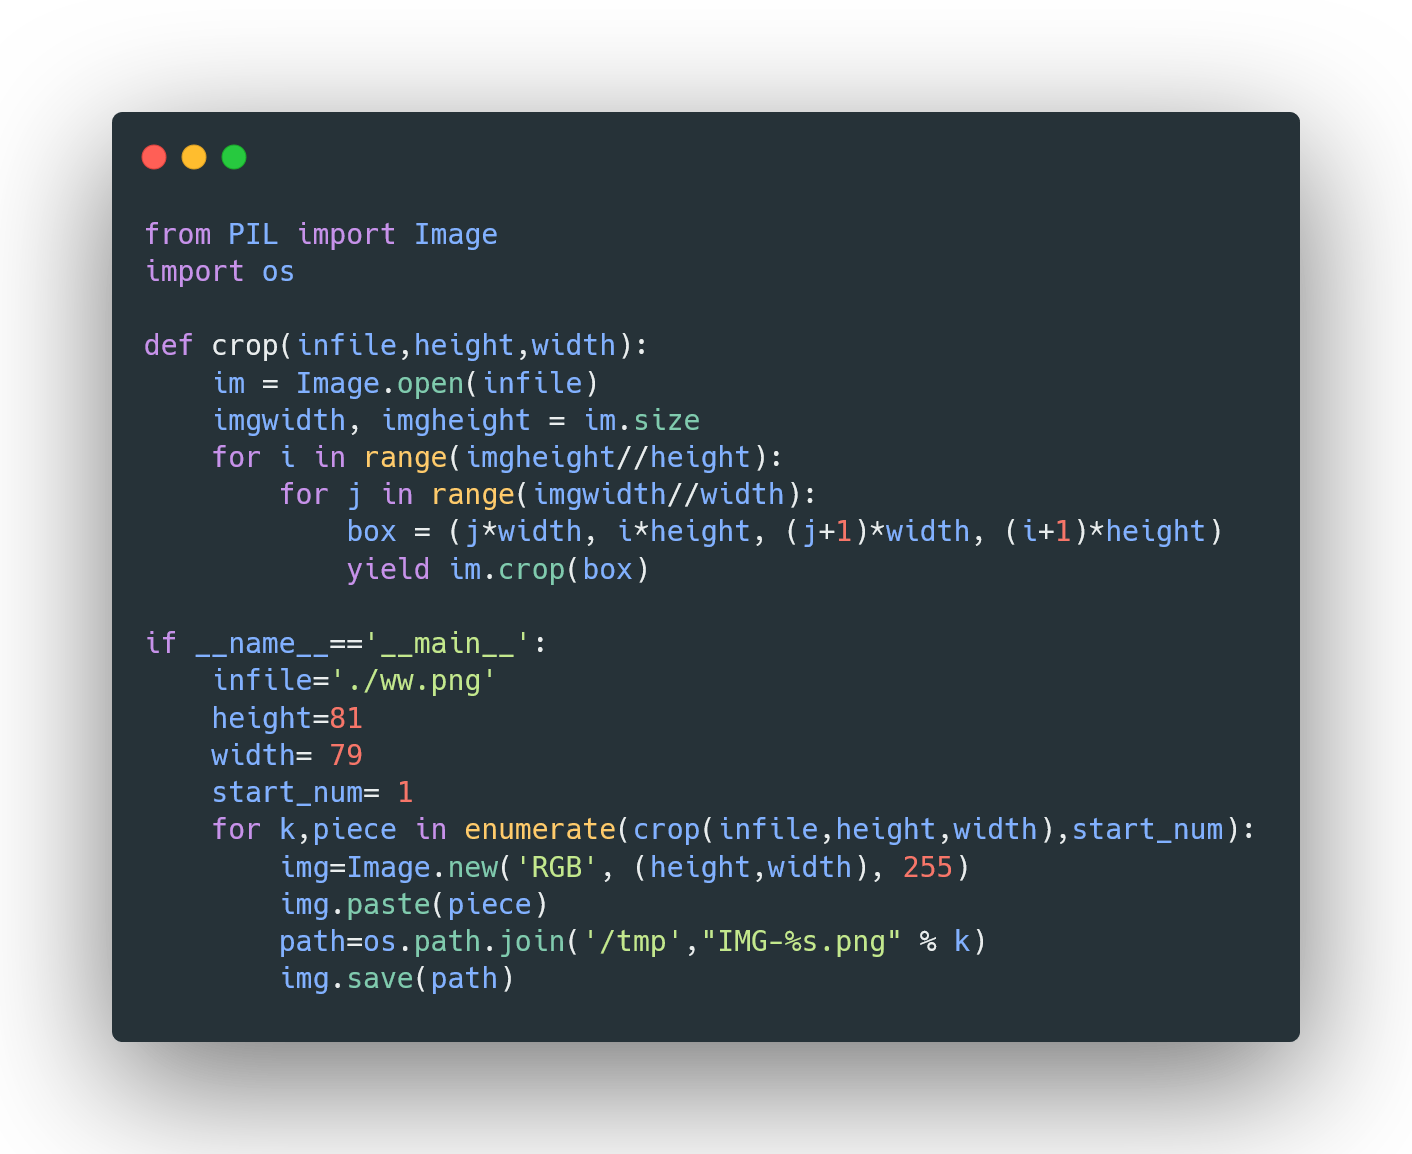 from PIL import Image
import os

def crop(infile,height,width):
    im = Image.open(infile)
    imgwidth, imgheight = im.size
    for i in range(imgheight//height):
        for j in range(imgwidth//width):
            box = (j*width, i*height, (j+1)*width, (i+1)*height)
            yield im.crop(box)

if __name__=='__main__':
    infile='./ww.png'
    height=81
    width= 79
    start_num= 1
    for k,piece in enumerate(crop(infile,height,width),start_num):
        img=Image.new('RGB', (height,width), 255)
        img.paste(piece)
        path=os.path.join('/tmp',"IMG-%s.png" % k)
        img.save(path)